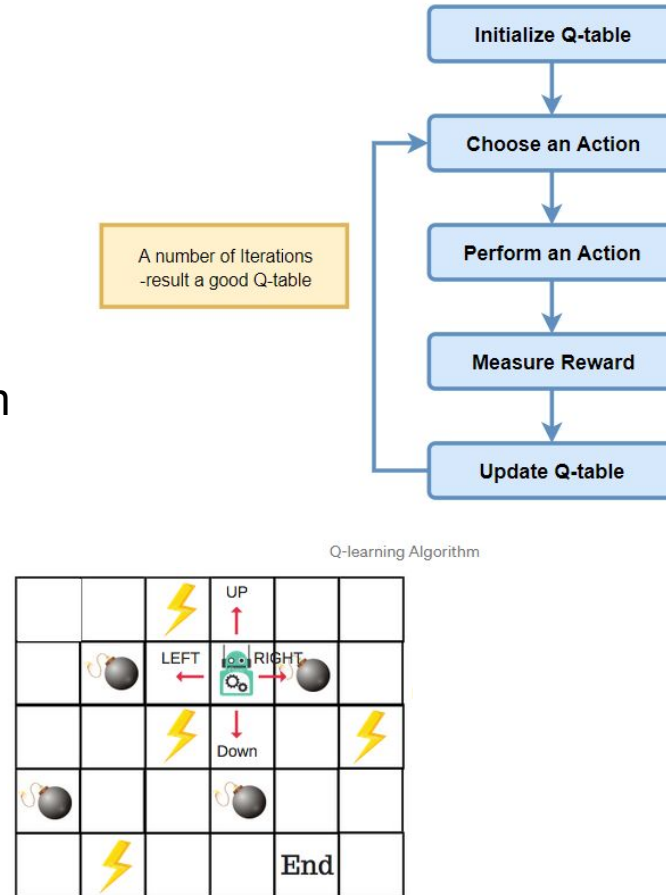 Initialize Q-table
Choose an Action
A number of Iterations
-result a good Q-table
Perform an Action
Measure Reward
n
Update Q-table
Q-learning Algorithm
UP
LEFT
RIGHT
Down
End